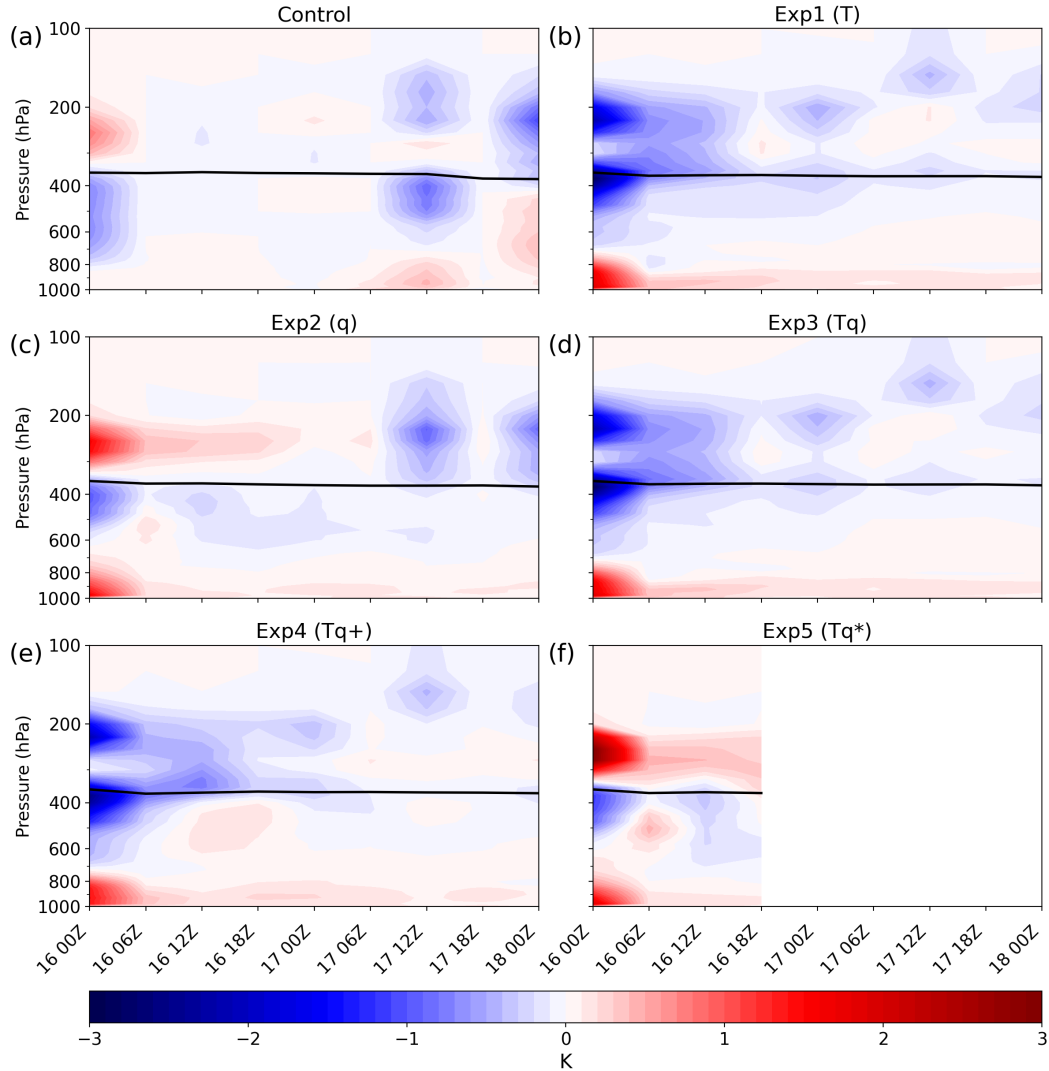 Control
(a)
100
200
400
600
800
1000
Pressure (hPa)
Exp1 (T)
(b)
Exp2 (q)
(c)
100
200
400
600
800
1000
Pressure (hPa)
Exp3 (Tq)
(d)
Exp4 (Tq+)
(e)
100
200
400
600
800
1000
Pressure (hPa)
16 00Z
16 06Z
16 12Z
16 18Z
17 00Z
17 06Z
17 12Z
17 18Z
18 00Z
Exp5 (Tq*)
(f)
16 00Z
16 06Z
16 12Z
16 18Z
17 00Z
17 06Z
17 12Z
17 18Z
18 00Z
−3 −2 −1 0 1 2 3
K